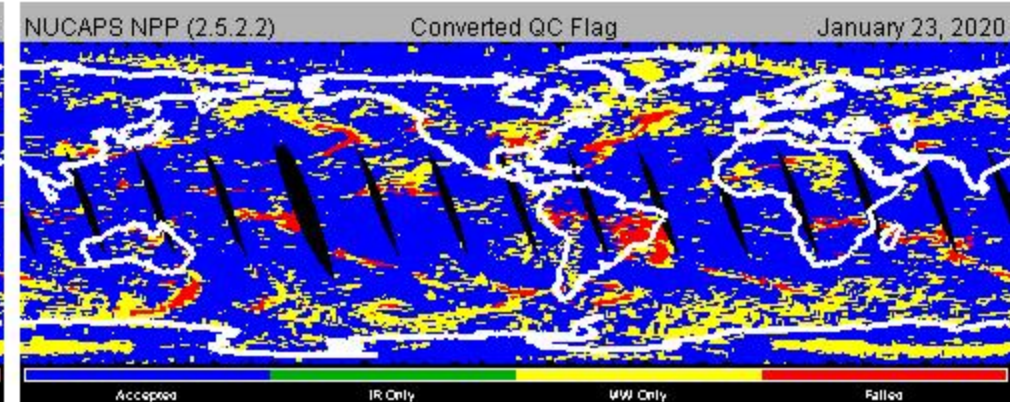 NUCAPS NPP (2.5.2.2) Converted QC Flag January 23, 2020
Accepted IR Only MW Only Failed